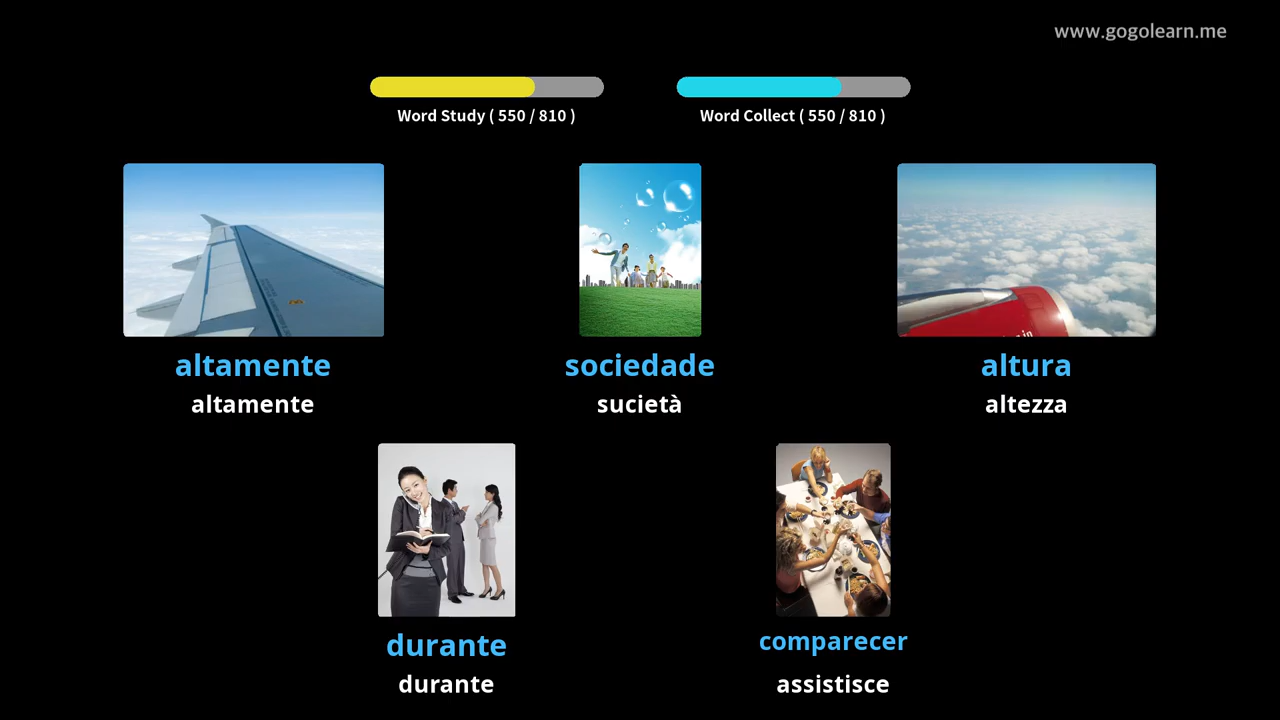 www.gogolearn.me
Word Study ( 550 / 810 )
Word Collect ( 550 / 810 )
altamente
altamente
sociedade
sucietà
altura
altezza
durante
durante
comparecer
assistisce